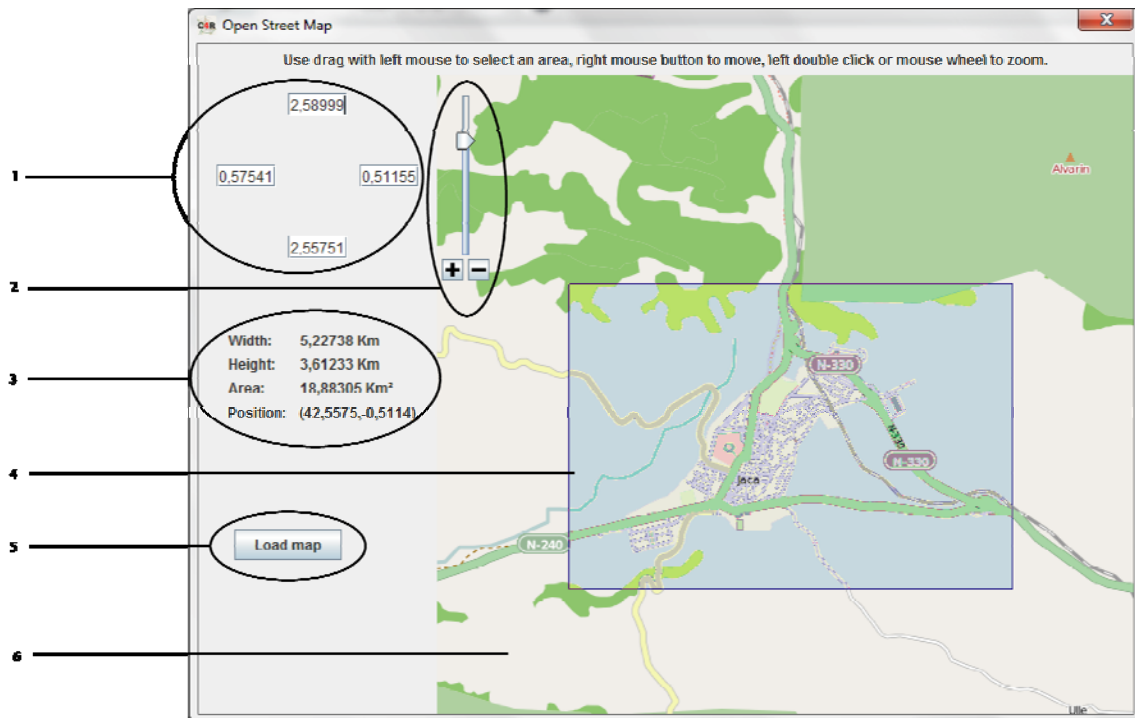 C4R Open Street Map
X
Use drag with left mouse to select an area, right mouse button to move, left double click or mouse wheel to zoom.
2,58999
0,57541
0,51155
2,55751
+ −
1
2
3
4
5
6
Width: 5,22738 Km
Height: 3,61233 Km
Area: 18,88305 Km²
Position: (42,5575,-0,5114)
Load map
Alvarin
N-330
N-330
N-330
Jaca
N-240
Ulle